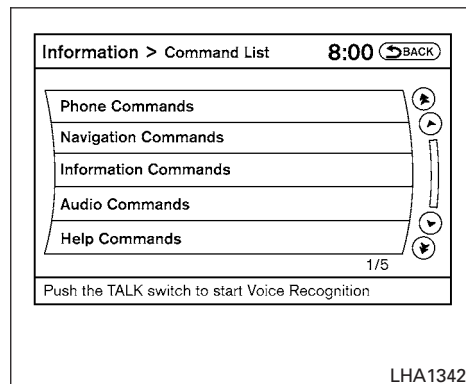 Information > Command List 8:00 BACK
Phone Commands
Navigation Commands
Information Commands
Audio Commands
Help Commands
1/5
Push the TALK switch to start Voice Recognition
LHA1342